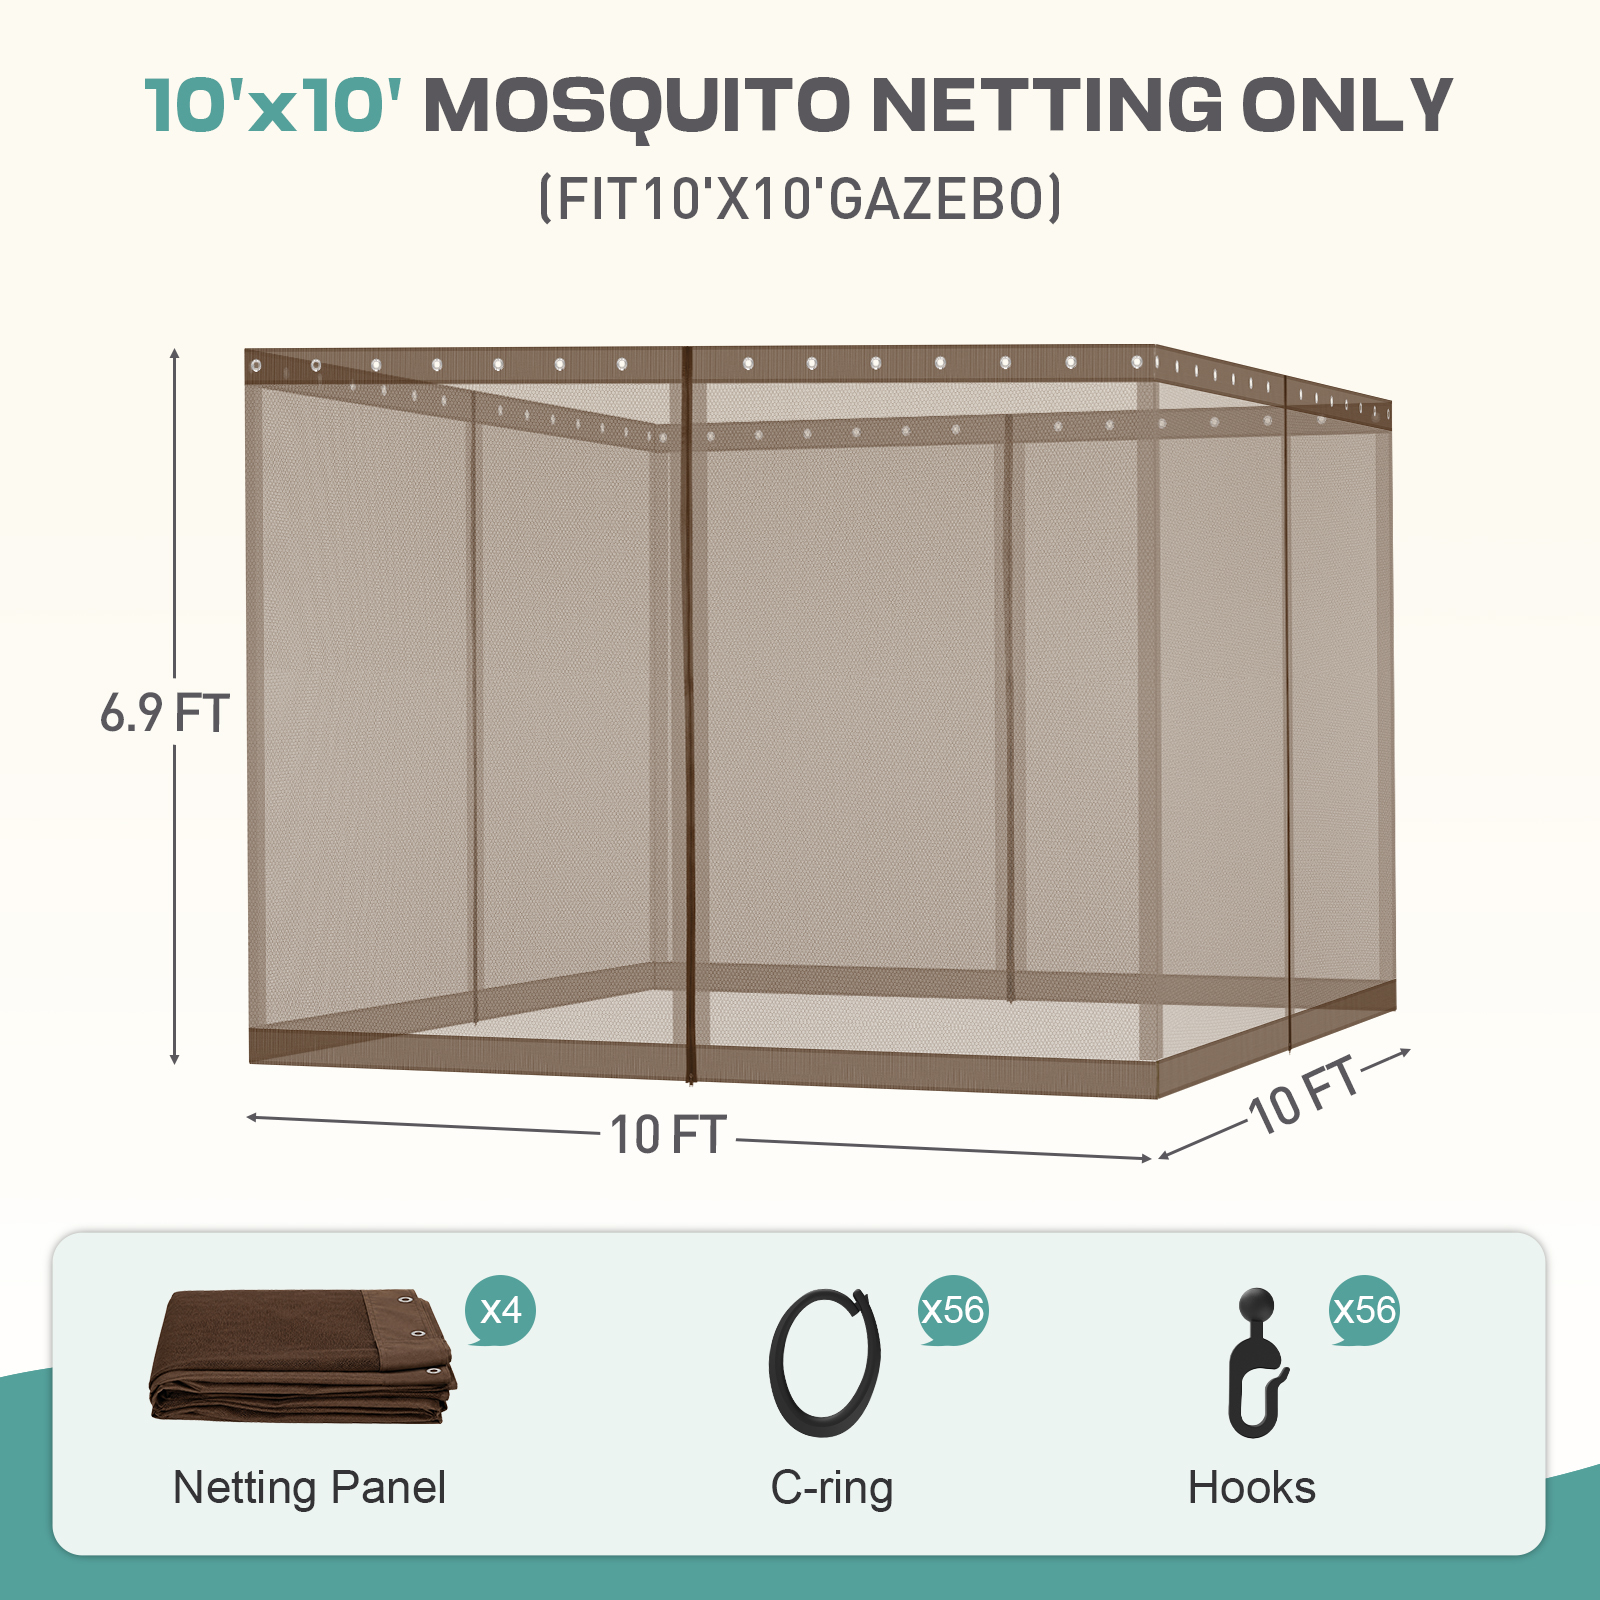 10'x10' MOSQUITO NETTING ONLY
(FIT10'X10'GAZEBO)
6.9 FT
10 FT
10 FT
x4
x56
x56
Netting Panel
C-ring
Hooks